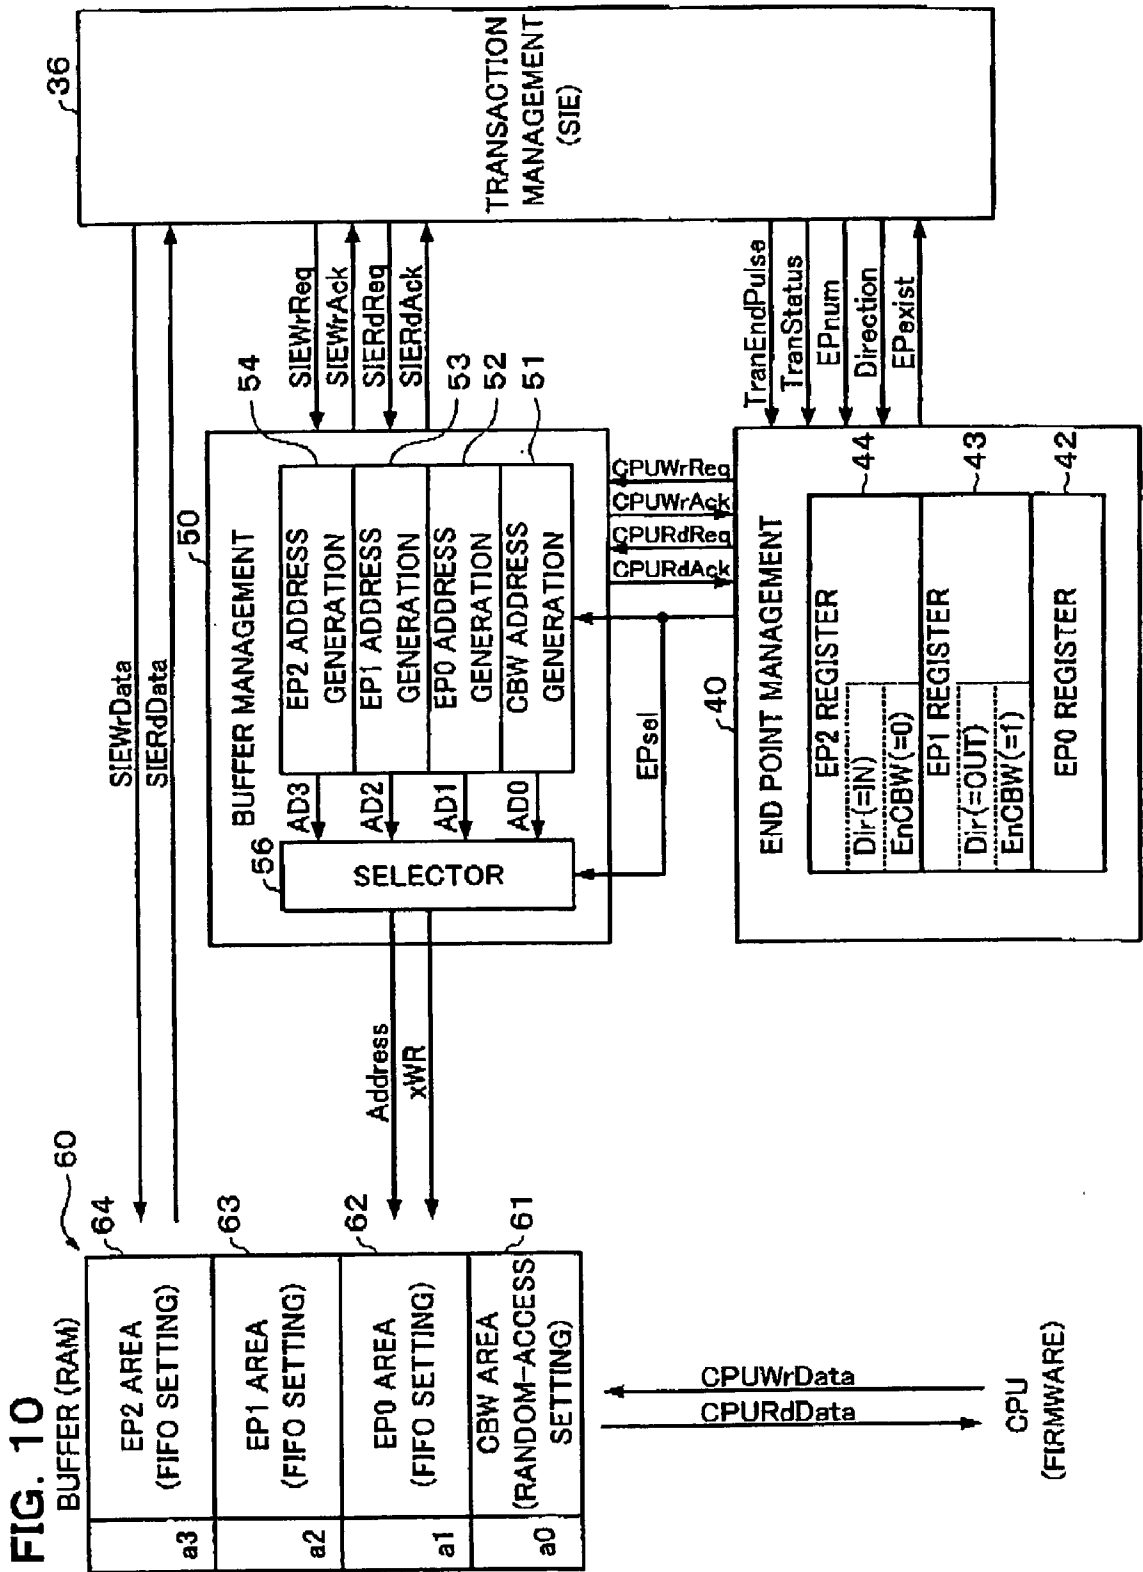 FIG. 10
BUFFER (RAM)
60
a3
EP2 AREA
(FIFO SETTING)
64
a2
EP1 AREA
(FIFO SETTING)
63
a1
EP0 AREA
(FIFO SETTING)
62
a0
CBW AREA
(RANDOM-ACCESS
SETTING)
61
CPUWrData
CPURdData
CPU
(FIRMWARE)
SIEWrData
SIERdData
Address
xWR
50
BUFFER MANAGEMENT
56
SELECTOR
AD3
AD2
AD1
AD0
EP2 ADDRESS
GENERATION
54
EP1 ADDRESS
GENERATION
53
EP0 ADDRESS
GENERATION
52
CBW ADDRESS
GENERATION
51
EPsel
CPUWrReq
CPUWrAck
CPURdReq
CPURdAck
SIEWrReq
SIEWrAck
SIERdReq
SIERdAck
40
END POINT MANAGEMENT
EP2 REGISTER
Dir(=IN)
EnCBW(=0)
44
EP1 REGISTER
Dir(=OUT)
EnCBW(=1)
43
EP0 REGISTER
42
TranEndPulse
TranStatus
EPnum
Direction
EPexist
36
TRANSACTION
MANAGEMENT
(SIE)